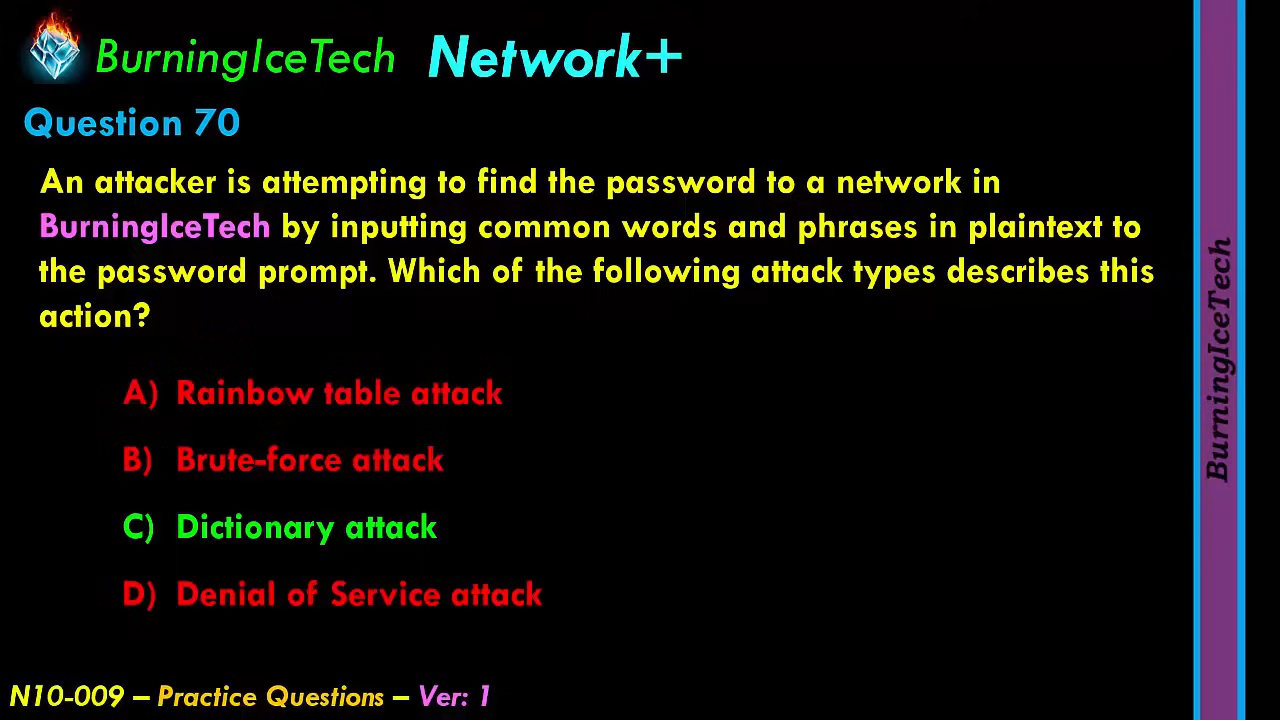 BurningIceTech Network+
Question 70
An attacker is attempting to find the password to a network in
BurningIceTech by inputting common words and phrases in plaintext to
the password prompt. Which of the following attack types describes this
action?
A) Rainbow table attack
B) Brute-force attack
C) Dictionary attack
D) Denial of Service attack
N10-009 – Practice Questions – Ver: 1
BurningIceTech